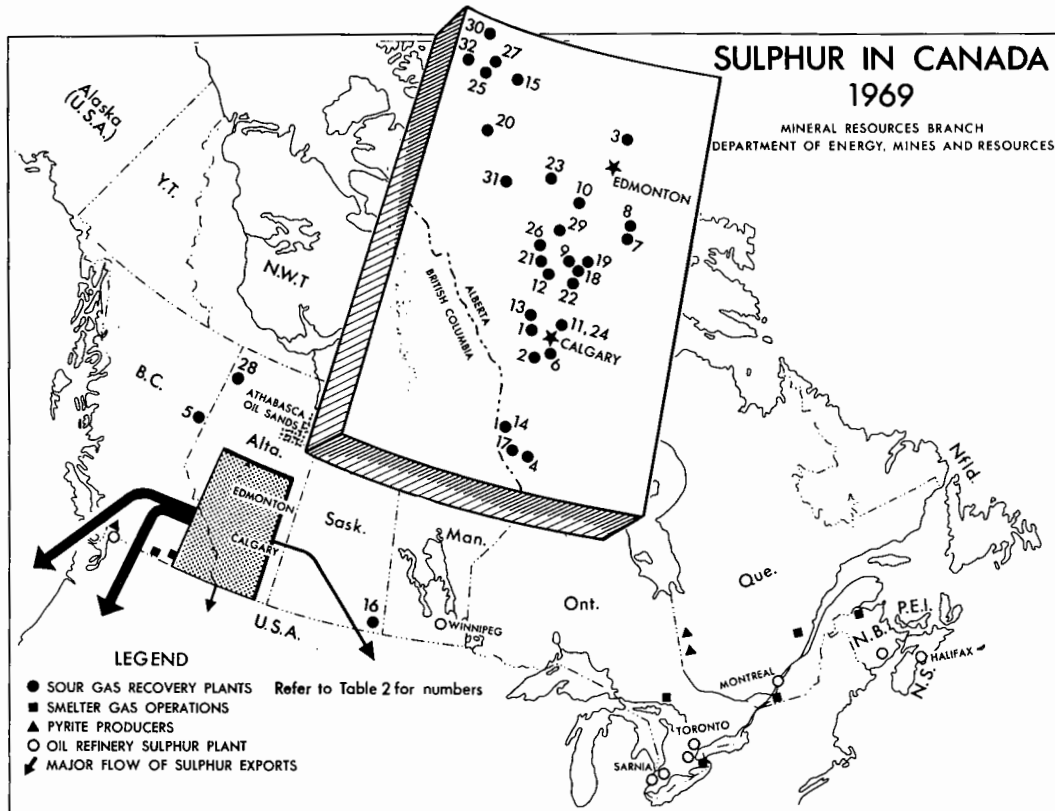 SULPHUR IN CANADA
1969
MINERAL RESOURCES BRANCH
DEPARTMENT OF ENERGY, MINES AND RESOURCES
Alaska
(U.S.A.)
Y.T.
N.W.T
B.C.
28
5
ATHABASCA
OIL SANDS
Alta.
EDMONTON
CALGARY
Sask.
Man.
16
WINNIPEG
U.S.A.
Ont.
Que.
Nfld.
P.E.I.
N.B.
N.S.
HALIFAX
MONTREAL
TORONTO
SARNIA
30
32
27
25
15
20
3
EDMONTON
31
23
10
8
7
29
26
9
19
21
18
12
22
ALBERTA
BRITISH COLUMBIA
13
11, 24
1
CALGARY
2
6
1
14
17
4
LEGEND
SOUR GAS RECOVERY PLANTS Refer to Table 2 for numbers
SMELTER GAS OPERATIONS
PYRITE PRODUCERS
OIL REFINERY SULPHUR PLANT
MAJOR FLOW OF SULPHUR EXPORTS